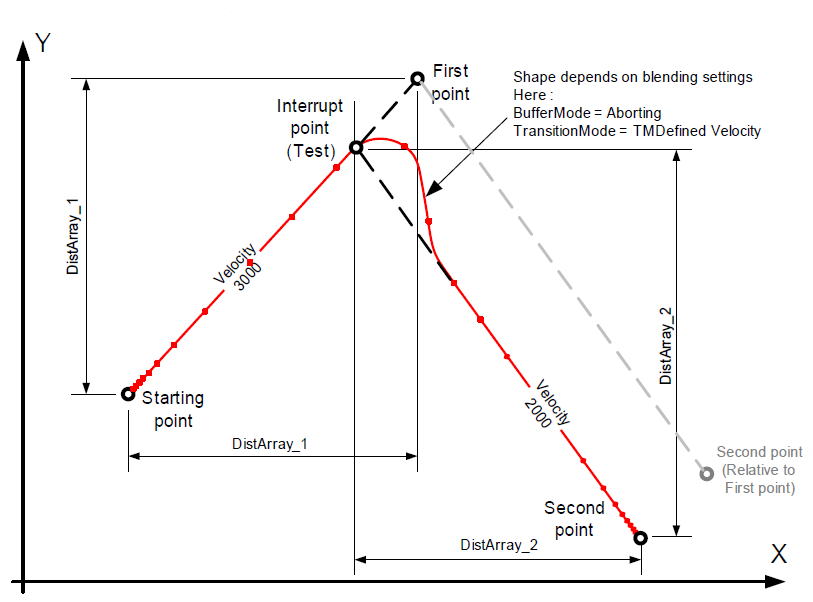 Y
First
point
Shape depends on blending settings
Here :
BufferMode = Aborting
TransitionMode = TMDefined Velocity
Interrupt
point
(Test)
DistArray_1
Velocity
3000
DistArray_2
Starting
point
Velocity
2000
DistArray_1
Second point
(Relative to
First point)
Second
point
DistArray_2
X